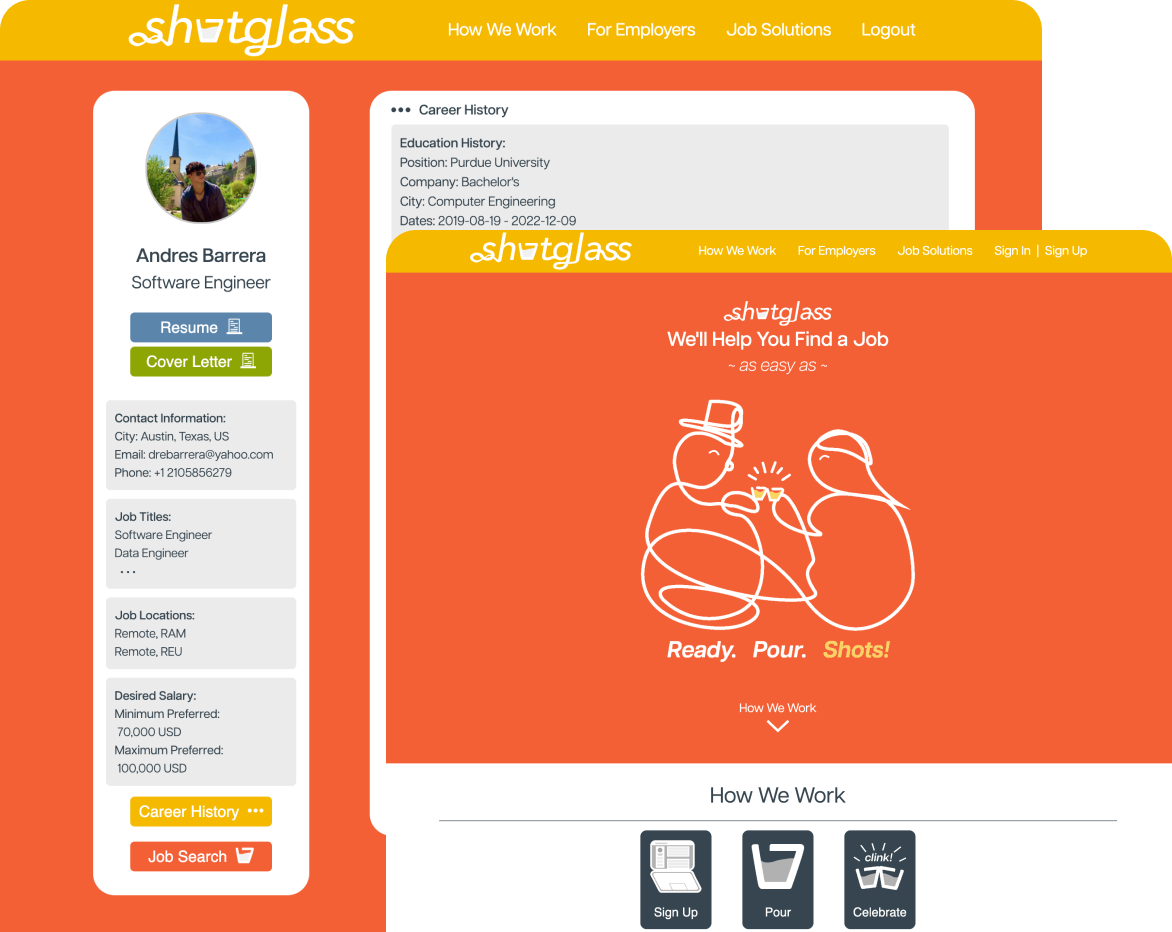 shotglass
How We Work For Employers Job Solutions Logout
Andres Barrera
Software Engineer
Resume
Cover Letter
Contact Information:
City: Austin, Texas, US
Email: drebarrera@yahoo.com
Phone: +1 2105856279
Job Titles:
Software Engineer
Data Engineer
...
Job Locations:
Remote, RAM
Remote, REU
Desired Salary:
Minimum Preferred:
70,000 USD
Maximum Preferred:
100,000 USD
Career History •••
Job Search
••• Career History
Education History:
Position: Purdue University
Company: Bachelor's
City: Computer Engineering
Dates: 2019-08-19 - 2022-12-09
shotglass
How We Work For Employers Job Solutions Sign In | Sign Up
shotglass
We'll Help You Find a Job
~ as easy as ~
Ready. Pour. Shots!
How We Work
How We Work
clink!
Sign Up Pour Celebrate